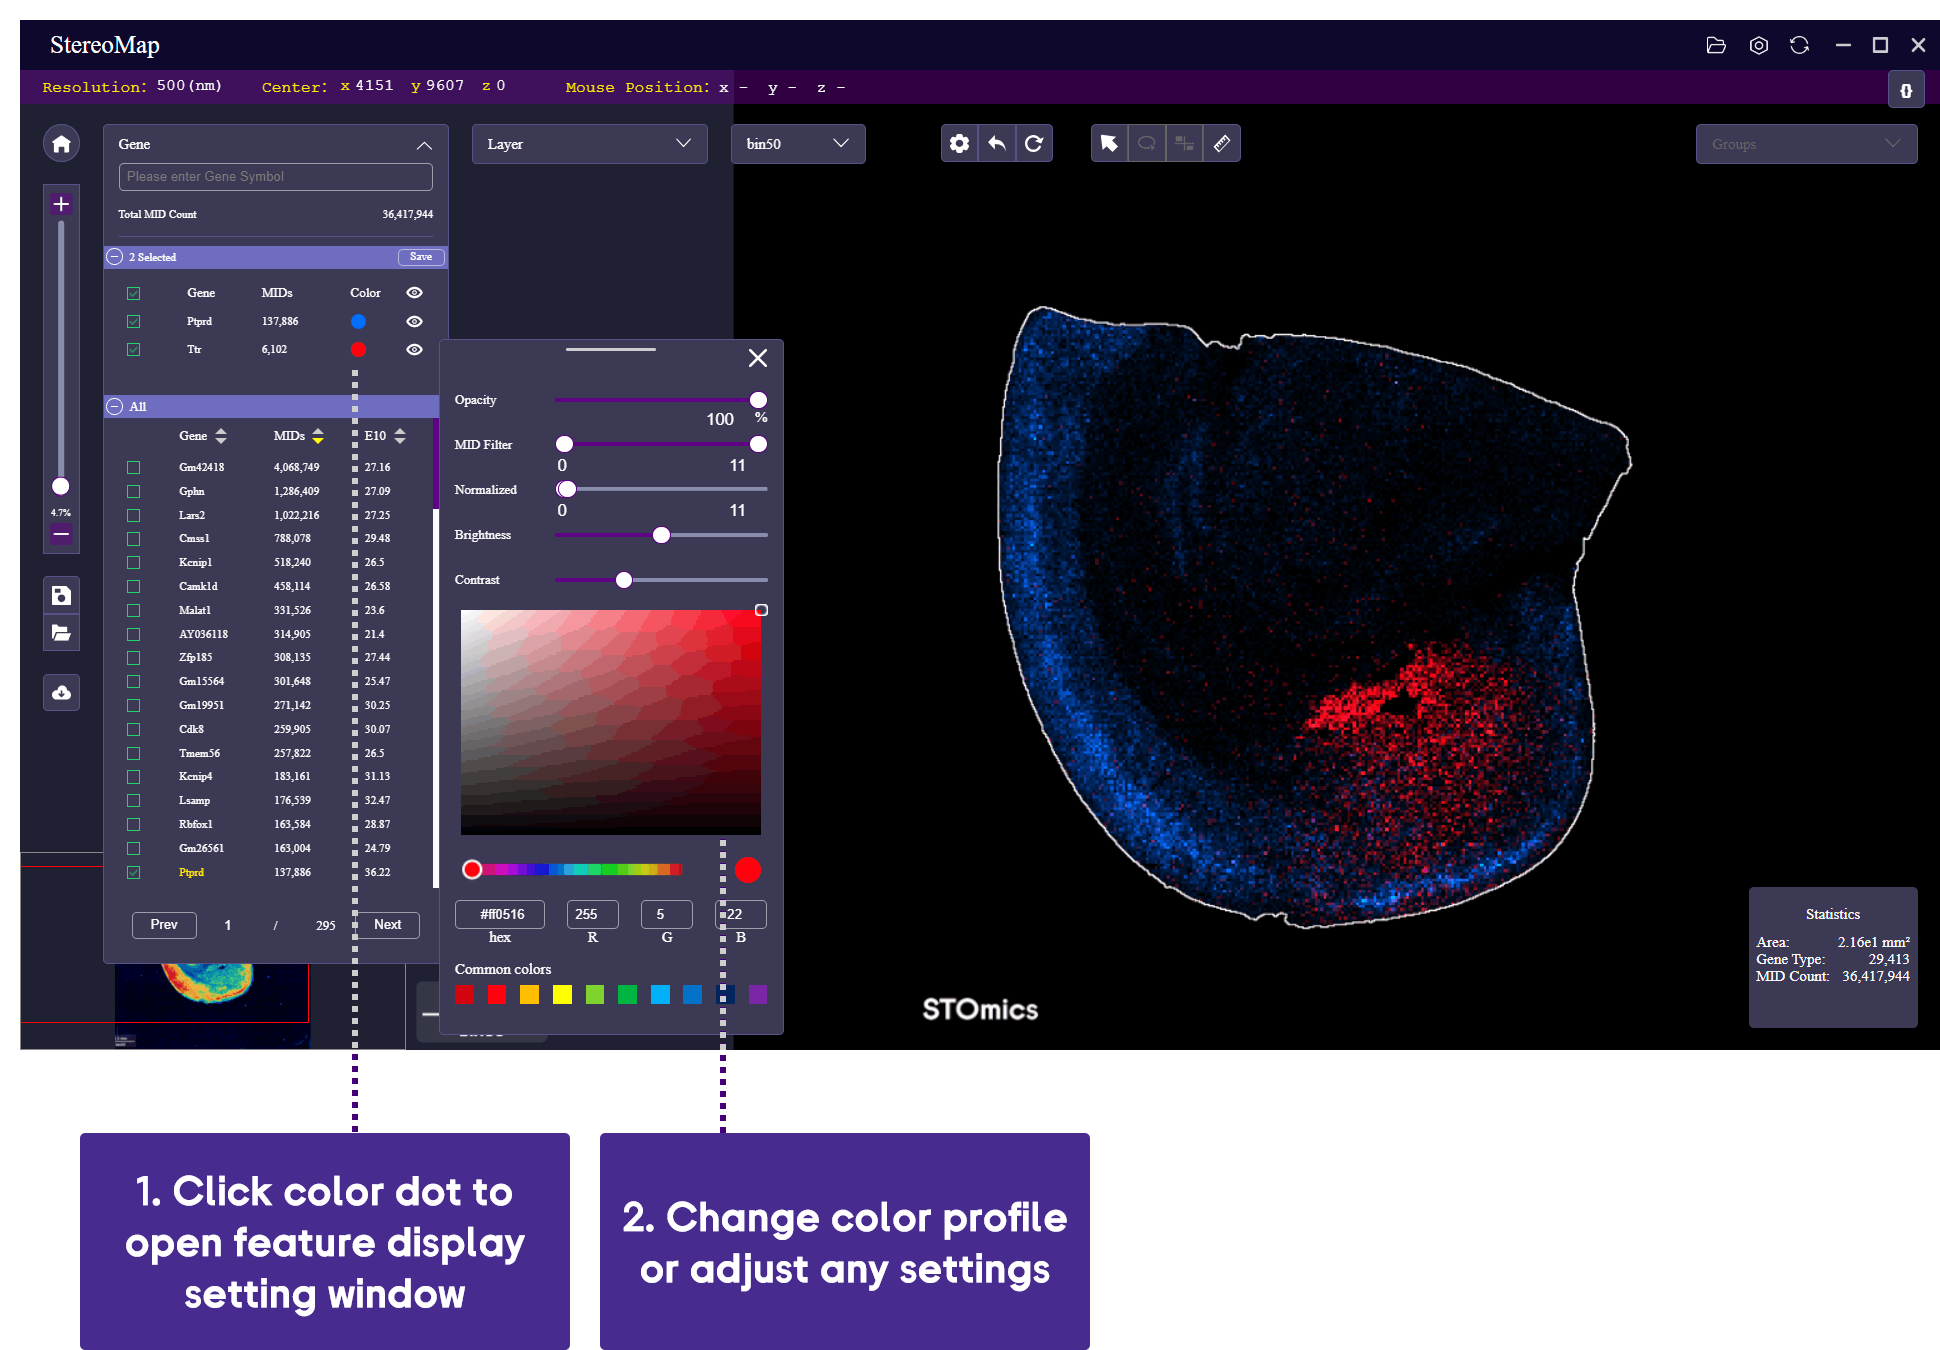 StereoMap
Resolution: 500(nm) Center: x 4151 y 9607 z 0 Mouse Position: x - y - z -
{}
Gene
Layer
bin50
Groups
Please enter Gene Symbol
Total MID Count 36,417,944
2 Selected Save
Gene MIDs Color
Ptprd 137,886
Ttr 6,102
All
Gene MIDs E10
Gm42418 4,068,749 27.16
Gphn 1,286,409 27.09
Lars2 1,022,216 27.25
Cmss1 788,078 29.48
Kcnip1 518,240 26.5
Camk1d 458,114 26.58
Malat1 331,526 23.6
AY036118 314,905 21.4
Zfp185 308,135 27.44
Gm15564 301,648 25.47
Gm19951 271,142 30.25
Cdk8 259,905 30.07
Tmem56 257,822 26.5
Kcnip4 183,161 31.13
Lsamp 176,539 32.47
Rbfox1 163,584 28.87
Gm26561 163,004 24.79
Ptprd 137,886 36.22
Prev 1 / 295 Next
4.7%
Opacity
100 %
MID Filter
0 11
Normalized
0 11
Brightness
Contrast
#ff0516 255 5 22
hex R G B
Common colors
STOmics
Statistics
Area: 2.16e1 mm²
Gene Type: 29,413
MID Count: 36,417,944
1. Click color dot to
open feature display
setting window
2. Change color profile
or adjust any settings